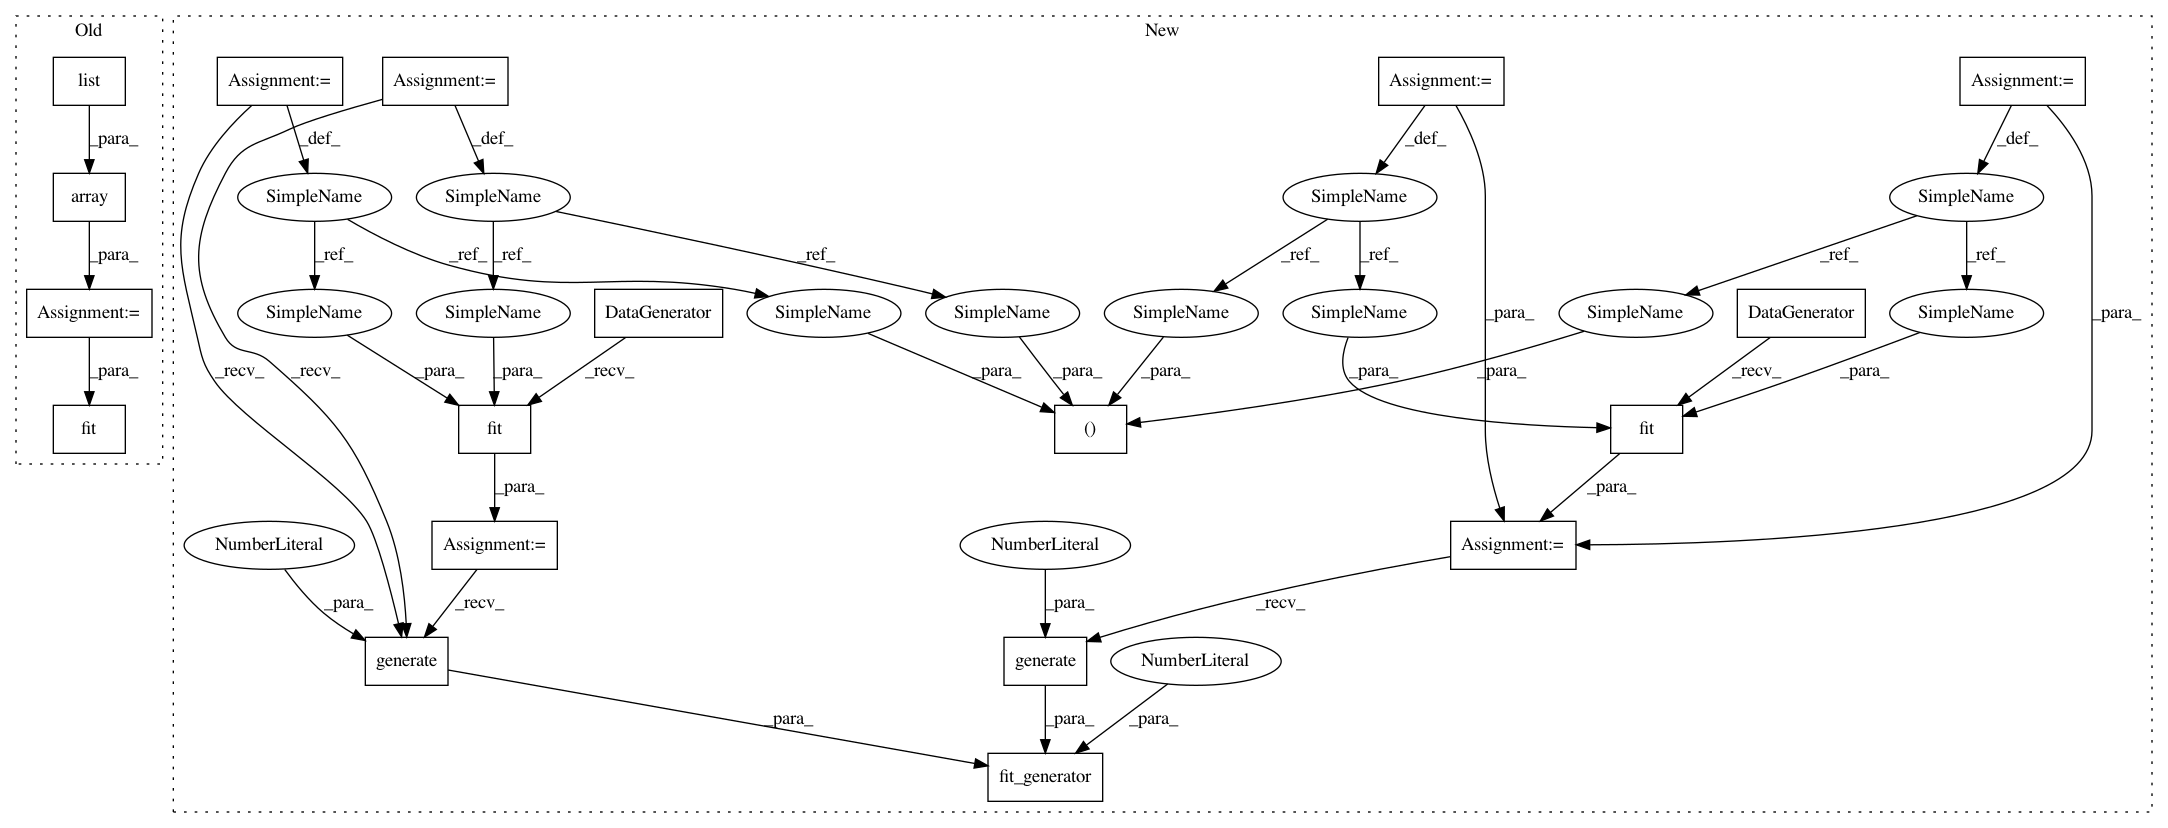 Old
New
list
Assignment:=
Assignment:=
Assignment:=
Assignment:=
_para_
_def_
_def_
_def_
_def_
array
SimpleName
SimpleName
SimpleName
SimpleName
_para_
_ref_
_ref_
_ref_
_ref_
_ref_
_ref_
_ref_
_ref_
Assignment:=
SimpleName
SimpleName
DataGenerator
SimpleName
SimpleName
SimpleName
SimpleName
SimpleName
DataGenerator
SimpleName
_para_
_para_
_para_
_recv_
_recv_
_para_
_para_
_recv_
_para_
_para_
_para_
_para_
_para_
_recv_
_para_
fit
fit
()
fit
_para_
_para_
NumberLiteral
Assignment:=
NumberLiteral
Assignment:=
_para_
_recv_
_para_
_recv_
generate
generate
NumberLiteral
_para_
_para_
_para_
fit_generator